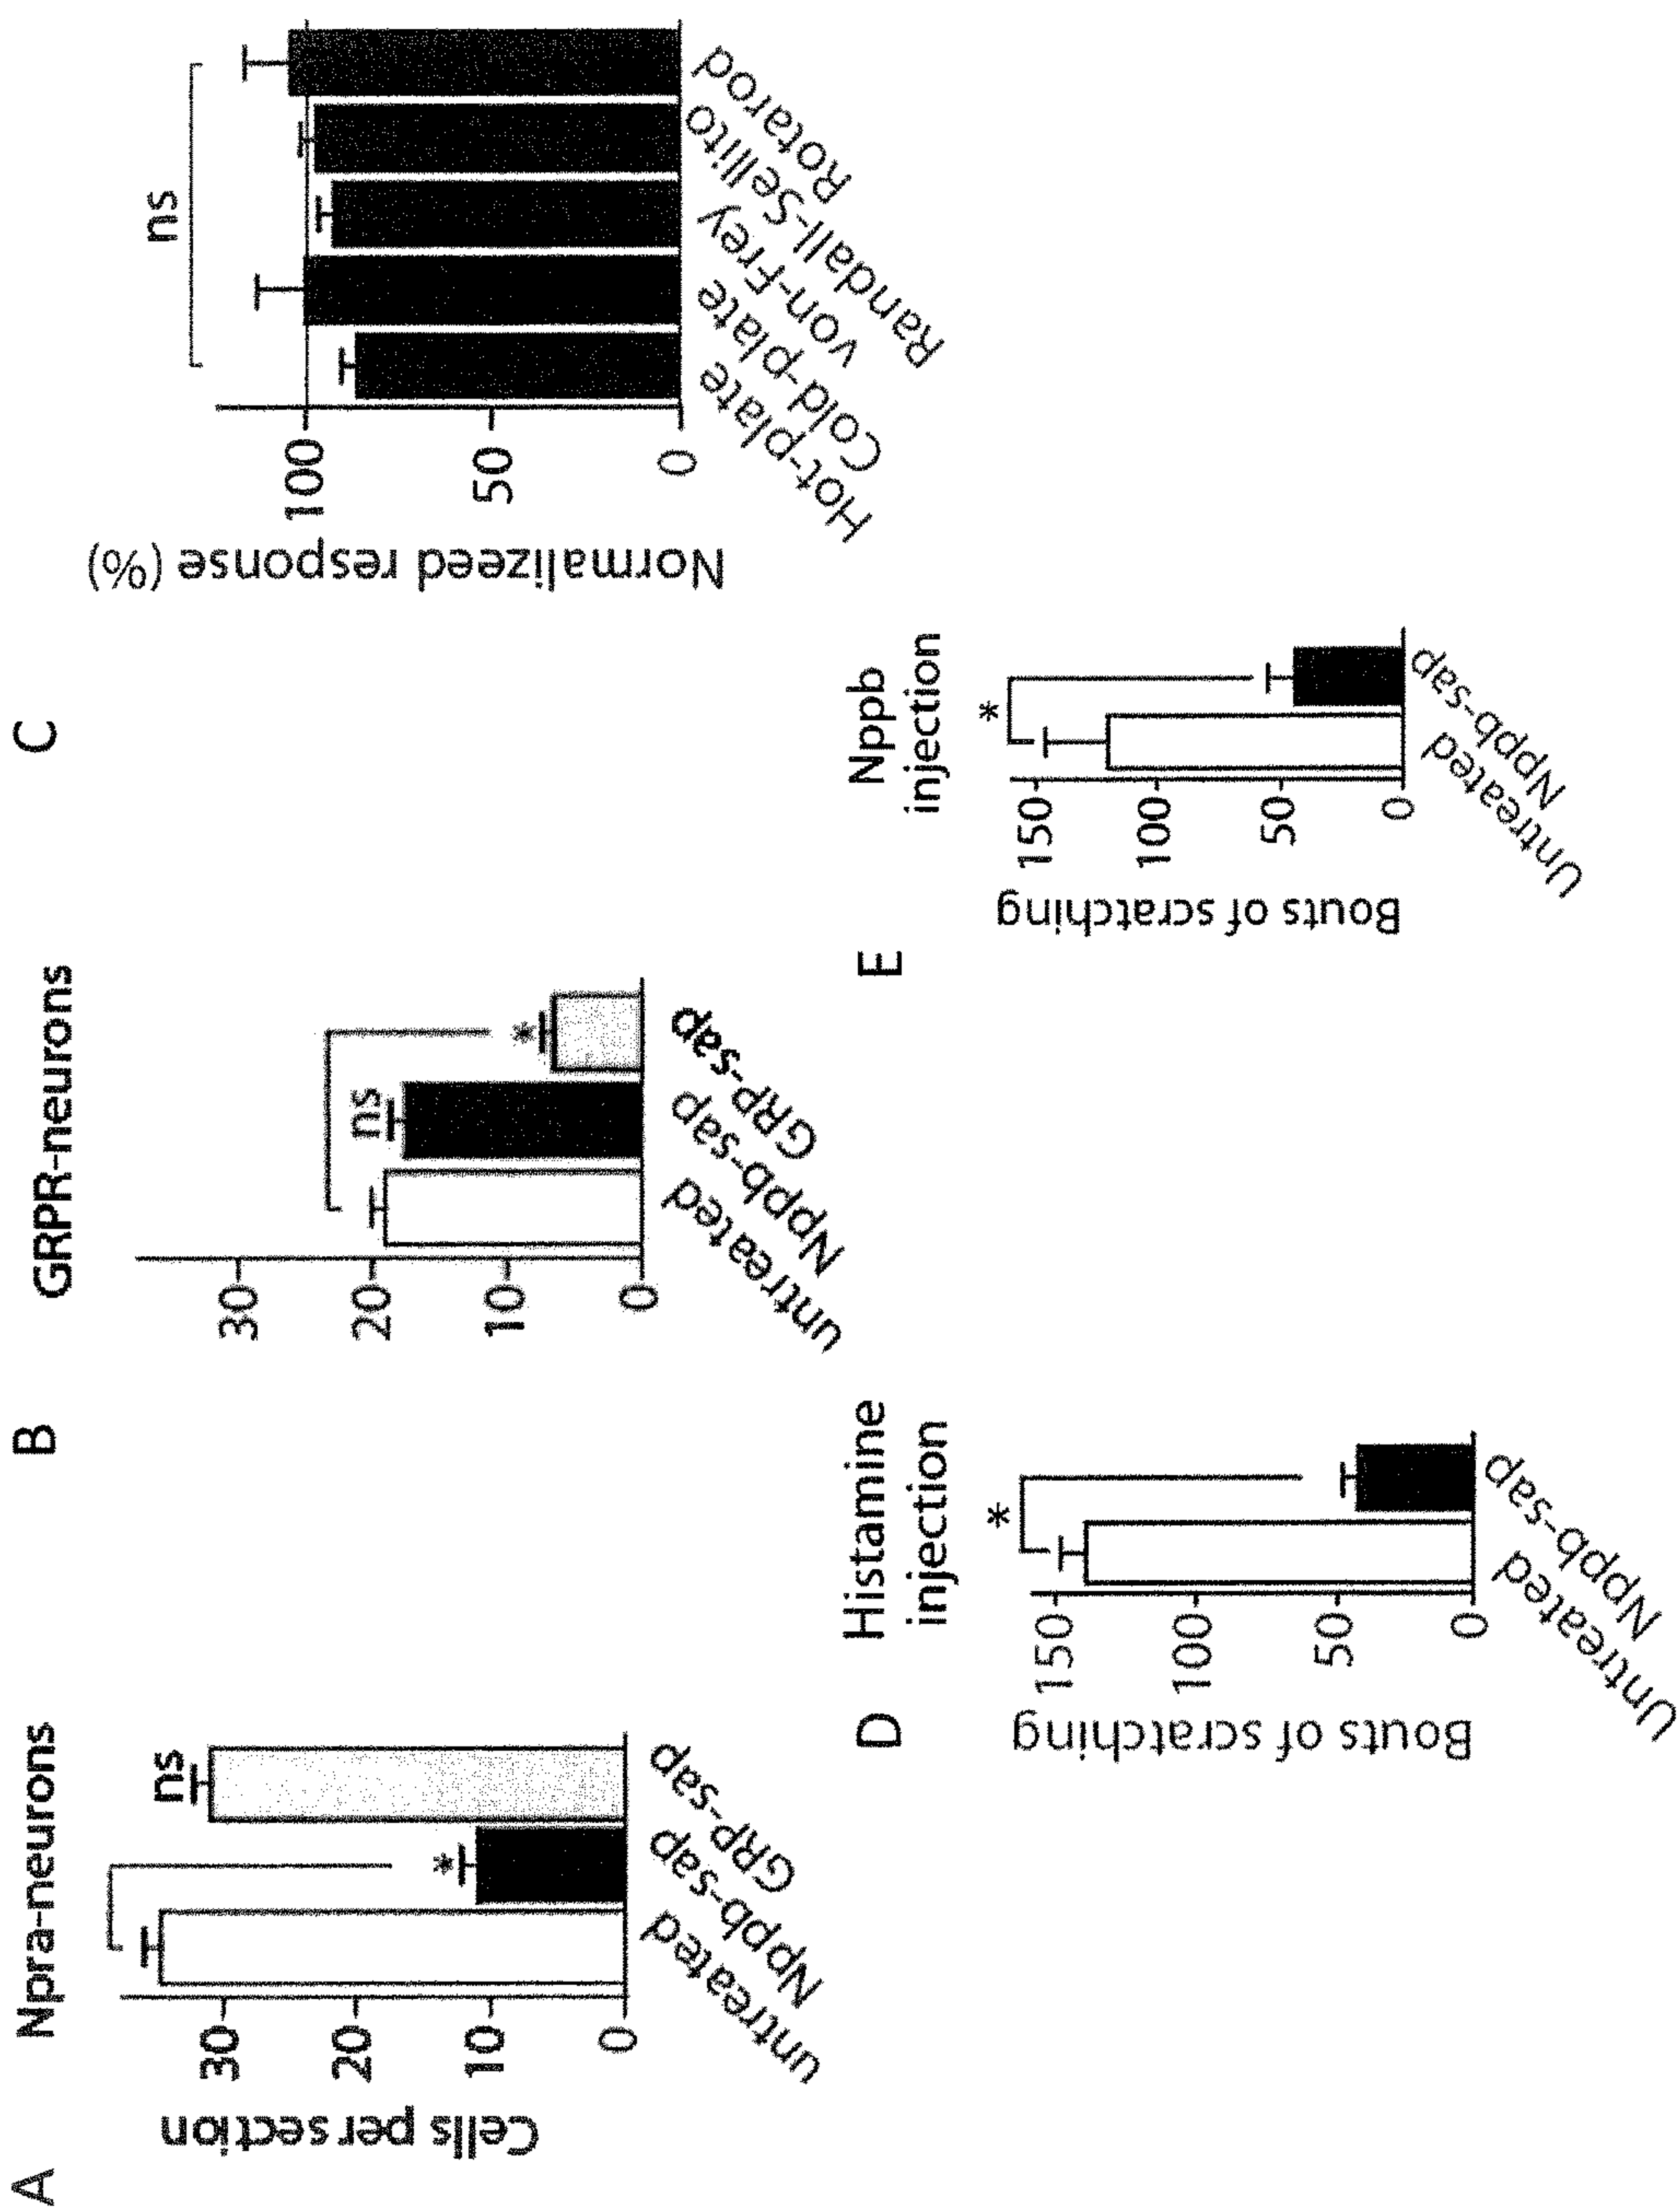 A
Npra-neurons
Cells per section
30
20
10
0
*
ns
untreated
Nppb-sap
GRP-sap
B
GRPR-neurons
30
20
10
0
ns
*
untreated
Nppb-sap
GRP-sap
C
Normalizeed response (%)
100
50
0
ns
Hot-plate
Cold-plate
von-Frey
Randall-Sellito
Rotarod
D
Histamine
injection
Bouts of scratching
150
100
50
0
*
Untreated
Nppb-sap
E
Nppb
injection
Bouts of scratching
150
100
50
0
*
Untreated
Nppb-sap